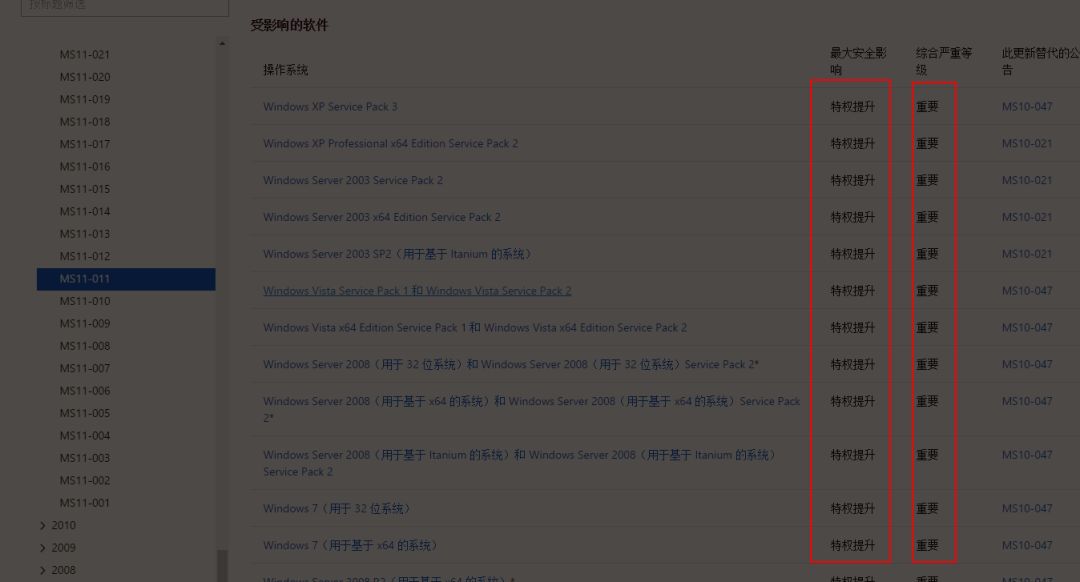 按标题筛选
MS11-021
MS11-020
MS11-019
MS11-018
MS11-017
MS11-016
MS11-015
MS11-014
MS11-013
MS11-012
MS11-011
MS11-010
MS11-009
MS11-008
MS11-007
MS11-006
MS11-005
MS11-004
MS11-003
MS11-002
MS11-001
2010
2009
2008
受影响的软件
操作系统 最大安全影响 综合严重等级 此更新替代的公告
Windows XP Service Pack 3 特权提升 重要 MS10-047
Windows XP Professional x64 Edition Service Pack 2 特权提升 重要 MS10-021
Windows Server 2003 Service Pack 2 特权提升 重要 MS10-021
Windows Server 2003 x64 Edition Service Pack 2 特权提升 重要 MS10-021
Windows Server 2003 SP2（用于基于 Itanium 的系统） 特权提升 重要 MS10-021
Windows Vista Service Pack 1 和 Windows Vista Service Pack 2 特权提升 重要 MS10-047
Windows Vista x64 Edition Service Pack 1 和 Windows Vista x64 Edition Service Pack 2 特权提升 重要 MS10-047
Windows Server 2008（用于 32 位系统）和 Windows Server 2008（用于 32 位系统）Service Pack 2* 特权提升 重要 MS10-047
Windows Server 2008（用于基于 x64 的系统）和 Windows Server 2008（用于基于 x64 的系统）Service Pack 特权提升 重要 MS10-047
2*
Windows Server 2008（用于基于 Itanium 的系统）和 Windows Server 2008（用于基于 Itanium 的系统） 特权提升 重要 MS10-047
Service Pack 2
Windows 7（用于 32 位系统） 特权提升 重要 MS10-047
Windows 7（用于基于 x64 的系统） 特权提升 重要 MS10-047
Windows Server 2008 R2（用于基于 x64 的系统）* 特权提升 重要 MS10-047